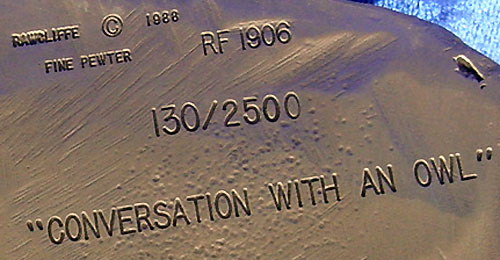 RAWCLIFFE © 1988 RF 1906
FINE PEWTER
130/2500
"CONVERSATION WITH AN OWL"